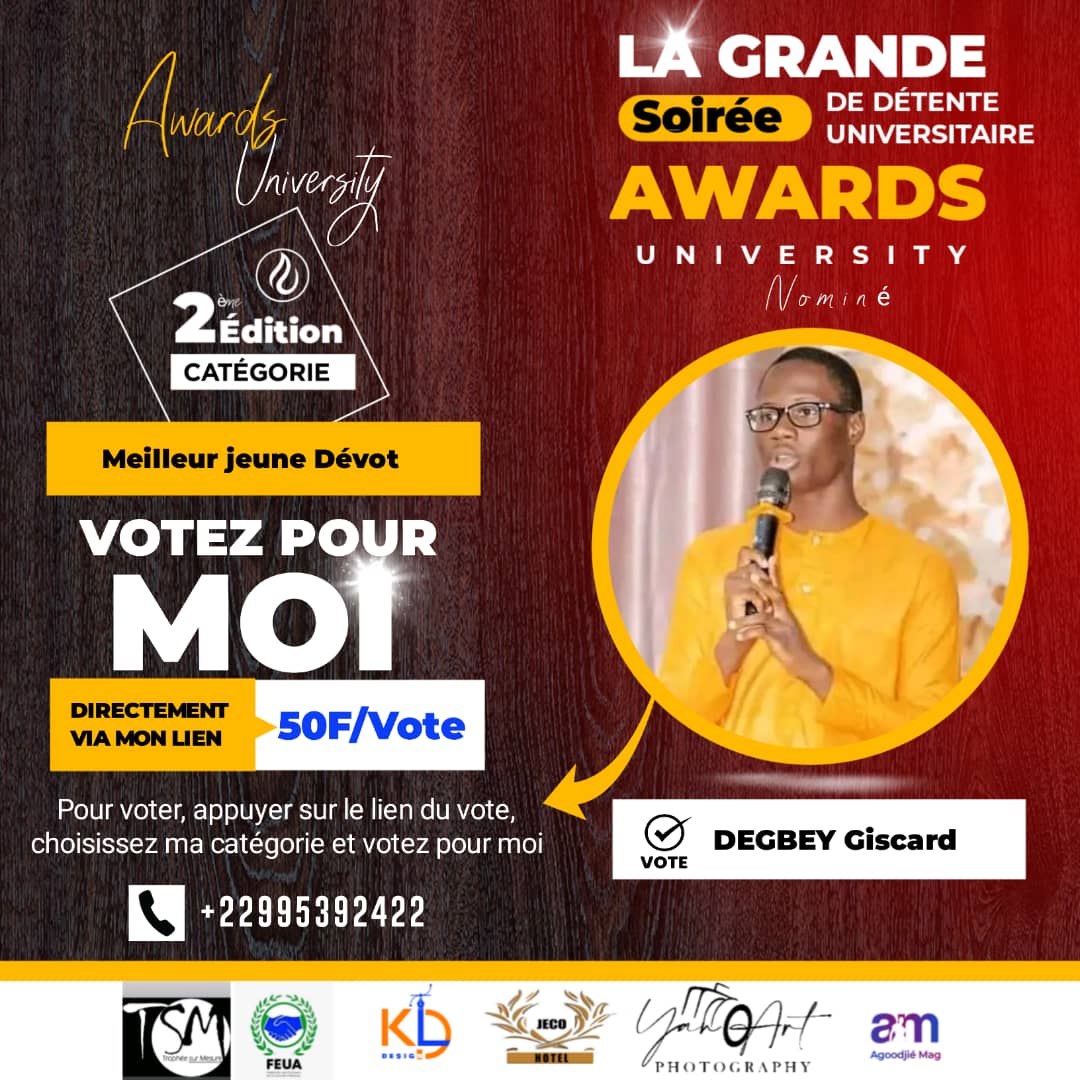 Awards
University
2ème Édition
CATÉGORIE
Meilleur jeune Dévot
VOTEZ POUR
MOI
DIRECTEMENT
VIA MON LIEN
50F/Vote
Pour voter, appuyer sur le lien du vote,
choisissez ma catégorie et votez pour moi
+22995392422
LA GRANDE
Soirée
DE DÉTENTE
UNIVERSITAIRE
AWARDS
UNIVERSITY
Nominé
VOTE
DEGBEY Giscard
TSM
Trophée sur Mesure
FEUA
KD
DESIGN
JECO
HOTEL
YanOArt
PHOTOGRAPHY
am
Agoodjié Mag